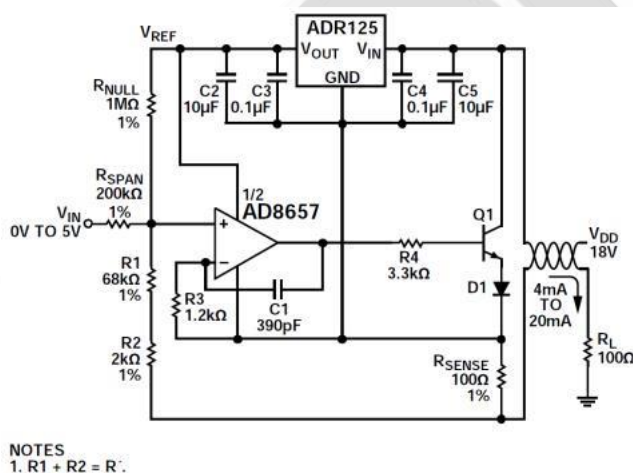 ADR125
VREF
VOUT VIN
GND
RNULL
1MΩ
1%
C2
10µF
C3
0.1µF
C4
0.1µF
C5
10µF
RSPAN
200kΩ
1%
VIN
0V TO 5V
1/2
AD8657
+
−
Q1
VDD
18V
R4
3.3kΩ
R1
68kΩ
1%
R3
1.2kΩ
C1
390pF
D1
4mA
TO
20mA
R2
2kΩ
1%
RSENSE
100Ω
1%
RL
100Ω
NOTES
1. R1 + R2 = R´.